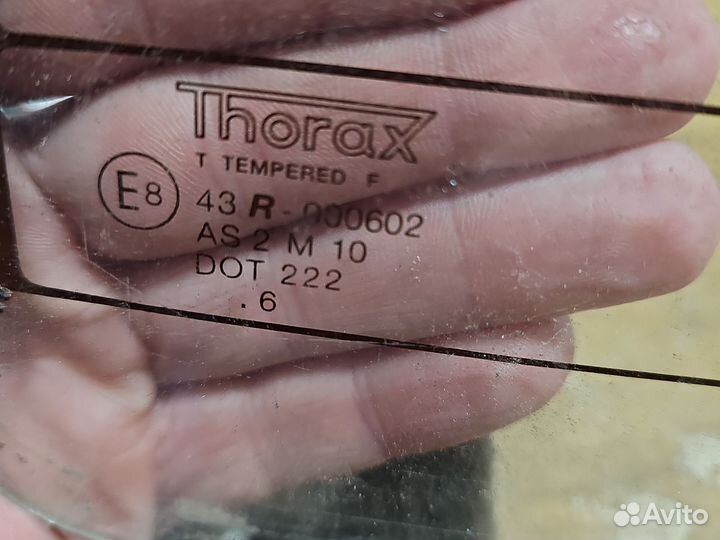 Thorax
T TEMPERED F
E8 43 R-000602
AS 2 M 10
DOT 222
. 6
Avito